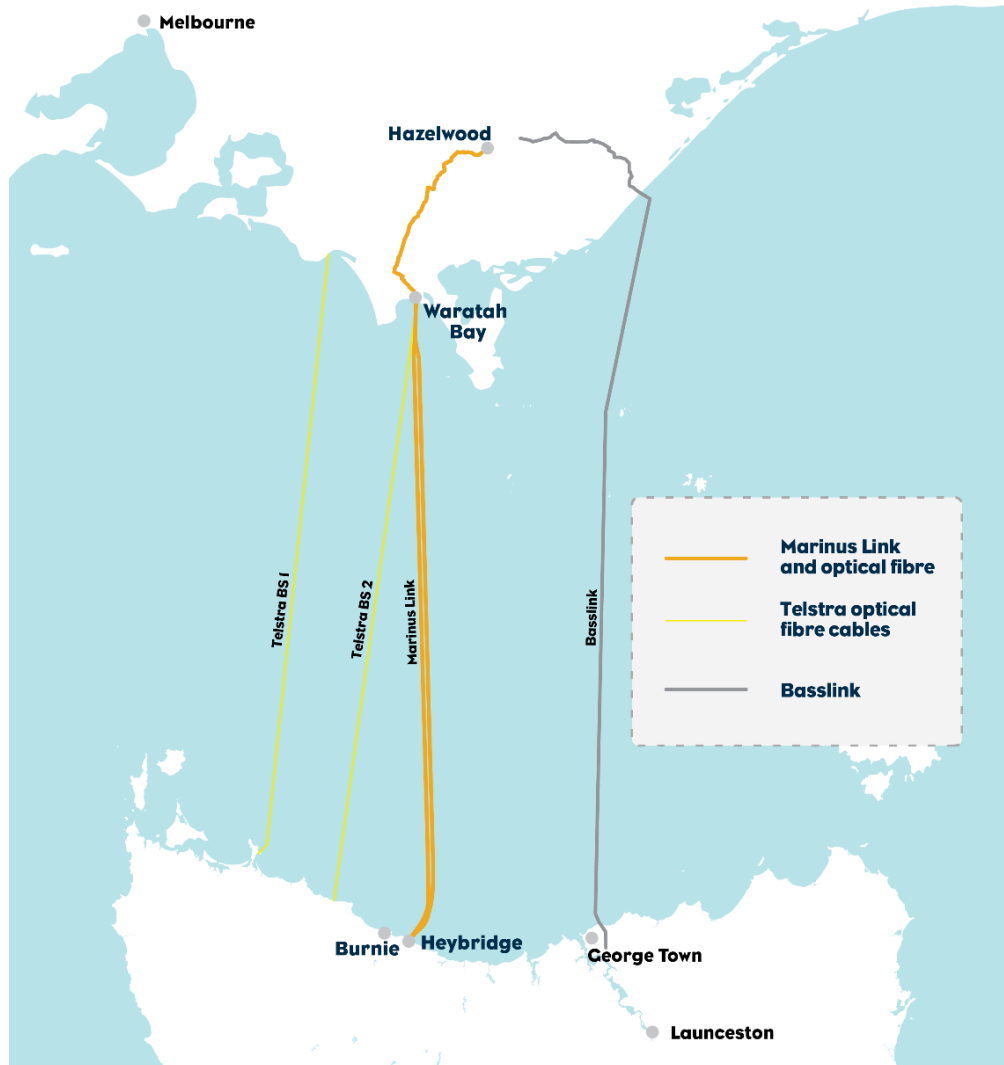 Melbourne
Hazelwood
Waratah
Bay
Telstra BS 1
Telstra BS 2
Marinus Link
Basslink
Marinus Link
and optical fibre
Telstra optical
fibre cables
Basslink
Burnie
Heybridge
George Town
Launceston